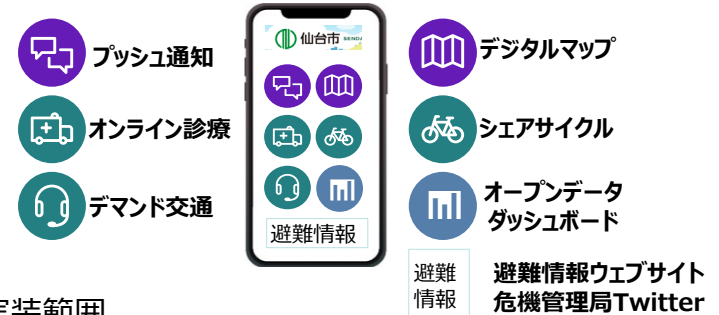 プッシュ通知
オンライン診療
デマンド交通
仙台市
避難情報
デジタルマップ
シェアサイクル
オープンデータ
ダッシュボード
避難
情報
避難情報ウェブサイト
危機管理局Twitter
装範囲